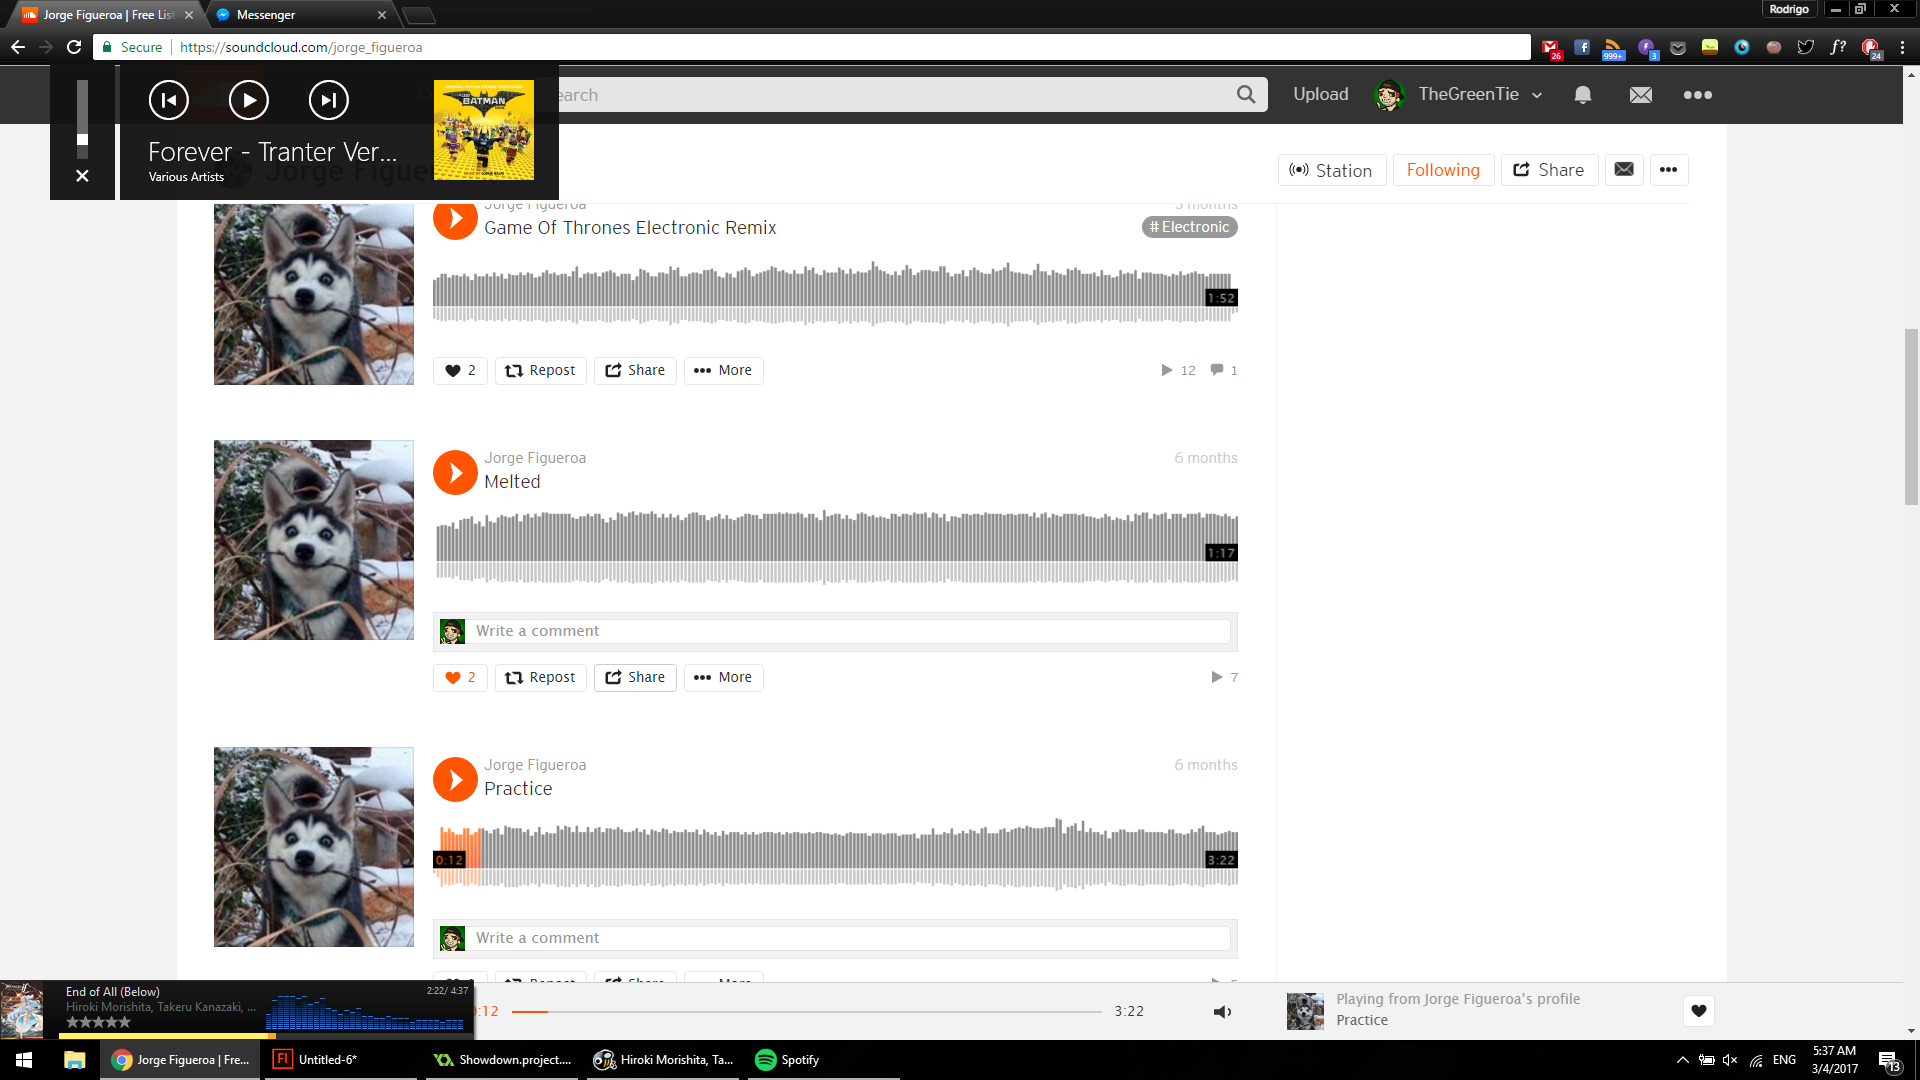 Jorge Figueroa | Free List
Messenger
Rodrigo
Secure
https://soundcloud.com/jorge_figueroa
26
999+
3
f?
24
Forever - Tranter Ver...
Various Artists
BATMAN
earch
Upload
TheGreenTie
Jorge Figue
Station
Following
Share
Jorge Figueroa
Game Of Thrones Electronic Remix
# Electronic
1:52
2
Repost
Share
More
12
1
Jorge Figueroa
6 months
Melted
1:17
Write a comment
2
Repost
Share
More
7
Jorge Figueroa
6 months
Practice
0:12
3:22
Write a comment
Repost
Share
More
End of All (Below)
2:22/ 4:37
Hiroki Morishita, Takeru Kanazaki, ...
:12
3:22
Playing from Jorge Figueroa's profile
Practice
Jorge Figueroa | Fre...
Untitled-6*
Showdown.project....
Hiroki Morishita, Ta...
Spotify
ENG
5:37 AM
3/4/2017
13